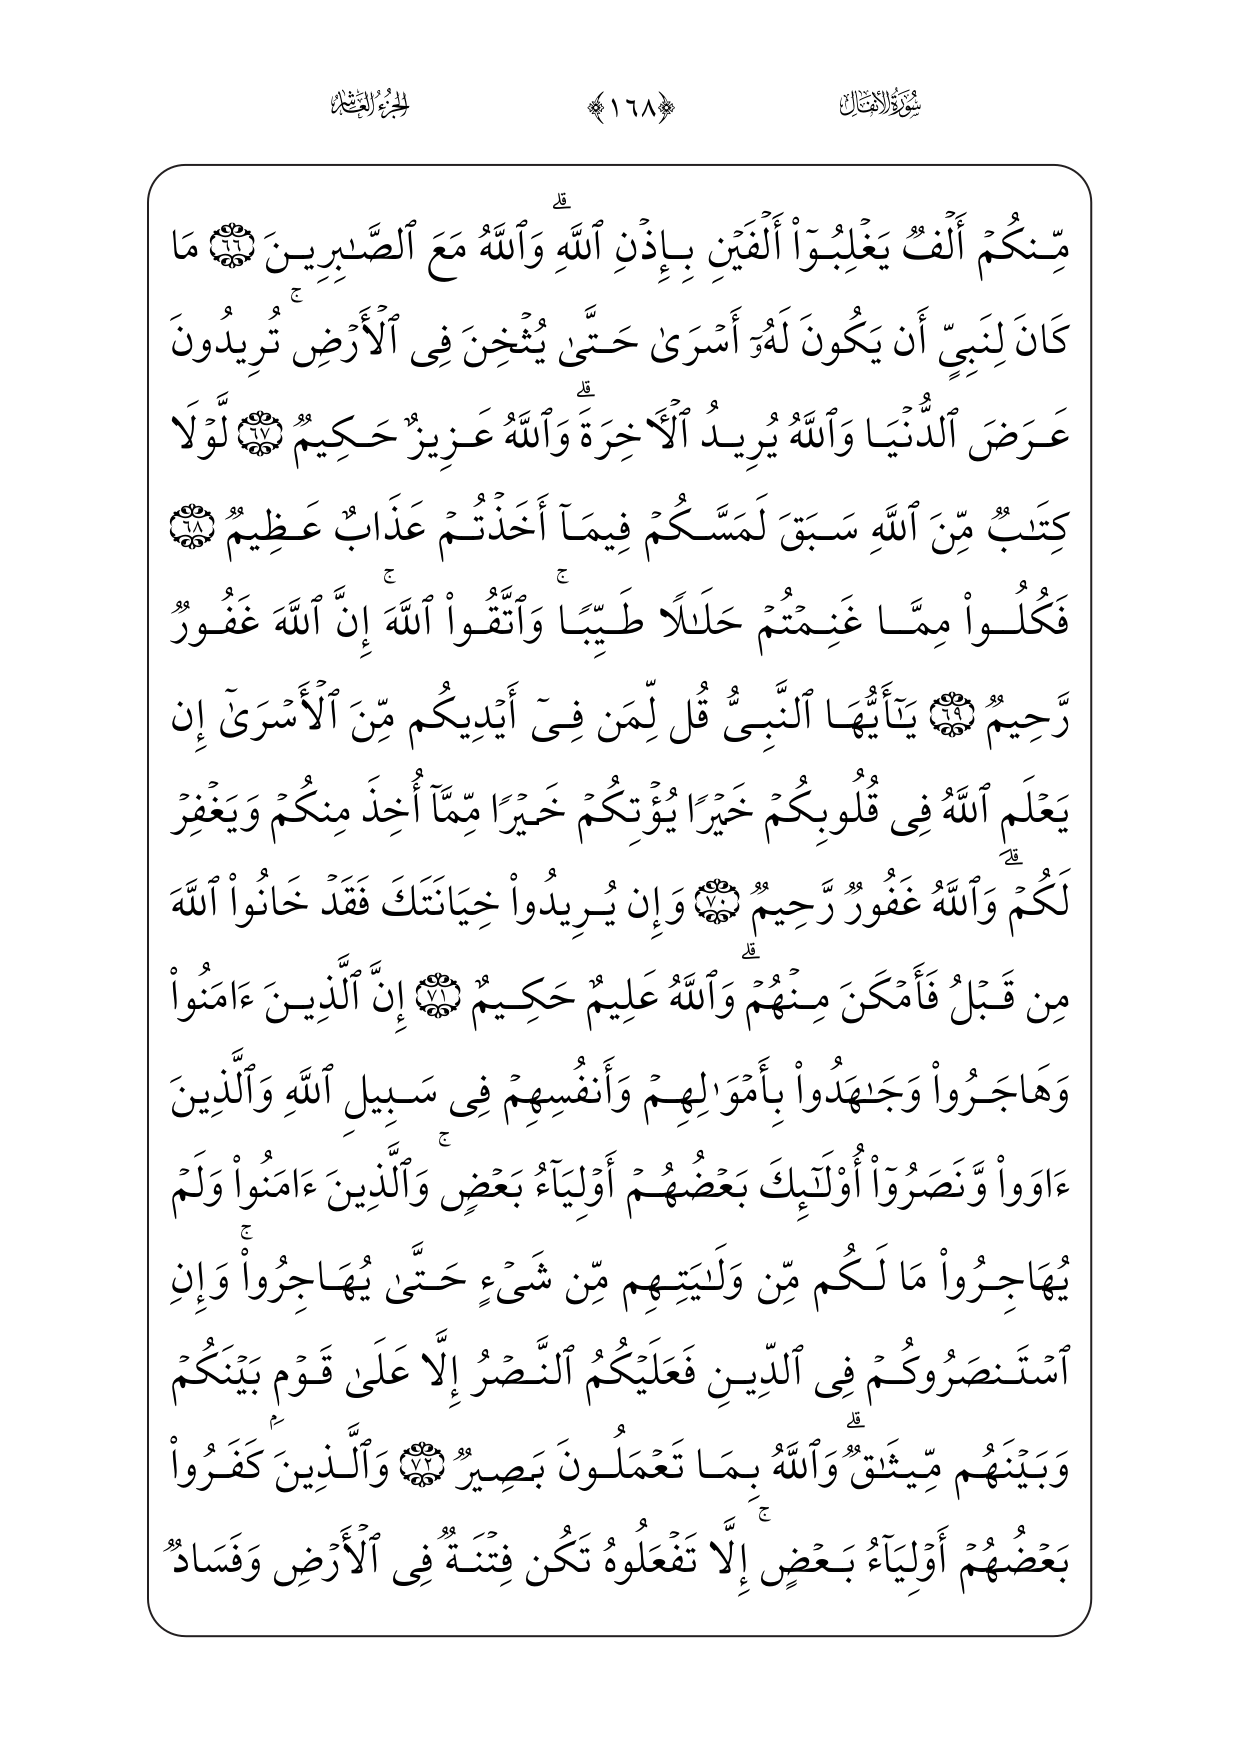 سُورَةُ الأَنفَالِ ﴿١٦٨﴾ الجُزْءُ العَاشِرُ
مِّنكُمۡ أَلۡفٞ يَغۡلِبُوٓاْ أَلۡفَيۡنِ بِإِذۡنِ ٱللَّهِۗ وَٱللَّهُ مَعَ ٱلصَّٰبِرِينَ ٦٦ مَا
كَانَ لِنَبِيٍّ أَن يَكُونَ لَهُۥٓ أَسۡرَىٰ حَتَّىٰ يُثۡخِنَ فِى ٱلۡأَرۡضِۚ تُرِيدُونَ
عَرَضَ ٱلدُّنۡيَا وَٱللَّهُ يُرِيدُ ٱلۡأٓخِرَةَۗ وَٱللَّهُ عَزِيزٌ حَكِيمٞ ٦٧ لَّوۡلَا
كِتَٰبٞ مِّنَ ٱللَّهِ سَبَقَ لَمَسَّكُمۡ فِيمَآ أَخَذۡتُمۡ عَذَابٌ عَظِيمٞ ٦٨
فَكُلُواْ مِمَّا غَنِمۡتُمۡ حَلَٰلٗا طَيِّبٗاۚ وَٱتَّقُواْ ٱللَّهَۚ إِنَّ ٱللَّهَ غَفُورٞ
رَّحِيمٞ ٦٩ يَٰٓأَيُّهَا ٱلنَّبِىُّ قُل لِّمَن فِىٓ أَيۡدِيكُم مِّنَ ٱلۡأَسۡرَىٰٓ إِن
يَعۡلَمِ ٱللَّهُ فِى قُلُوبِكُمۡ خَيۡرٗا يُؤۡتِكُمۡ خَيۡرٗا مِّمَّآ أُخِذَ مِنكُمۡ وَيَغۡفِرۡ
لَكُمۡۗ وَٱللَّهُ غَفُورٞ رَّحِيمٞ ٧٠ وَإِن يُرِيدُواْ خِيَانَتَكَ فَقَدۡ خَانُواْ ٱللَّهَ
مِن قَبۡلُ فَأَمۡكَنَ مِنۡهُمۡۗ وَٱللَّهُ عَلِيمٌ حَكِيمٌ ٧١ إِنَّ ٱلَّذِينَ ءَامَنُواْ
وَهَاجَرُواْ وَجَٰهَدُواْ بِأَمۡوَٰلِهِمۡ وَأَنفُسِهِمۡ فِى سَبِيلِ ٱللَّهِ وَٱلَّذِينَ
ءَاوَواْ وَّنَصَرُوٓاْ أُوْلَٰٓئِكَ بَعۡضُهُمۡ أَوۡلِيَآءُ بَعۡضٖۚ وَٱلَّذِينَ ءَامَنُواْ وَلَمۡ
يُهَاجِرُواْ مَا لَكُم مِّن وَلَٰيَتِهِم مِّن شَىۡءٍ حَتَّىٰ يُهَاجِرُواْۚ وَإِنِ
ٱسۡتَنصَرُوكُمۡ فِى ٱلدِّينِ فَعَلَيۡكُمُ ٱلنَّصۡرُ إِلَّا عَلَىٰ قَوۡمِۭ بَيۡنَكُمۡ
وَبَيۡنَهُم مِّيثَٰقٞۗ وَٱللَّهُ بِمَا تَعۡمَلُونَ بَصِيرٞ ٧٢ وَٱلَّذِينَ كَفَرُواْ
بَعۡضُهُمۡ أَوۡلِيَآءُ بَعۡضٍۚ إِلَّا تَفۡعَلُوهُ تَكُن فِتۡنَةٞ فِى ٱلۡأَرۡضِ وَفَسَادٞ